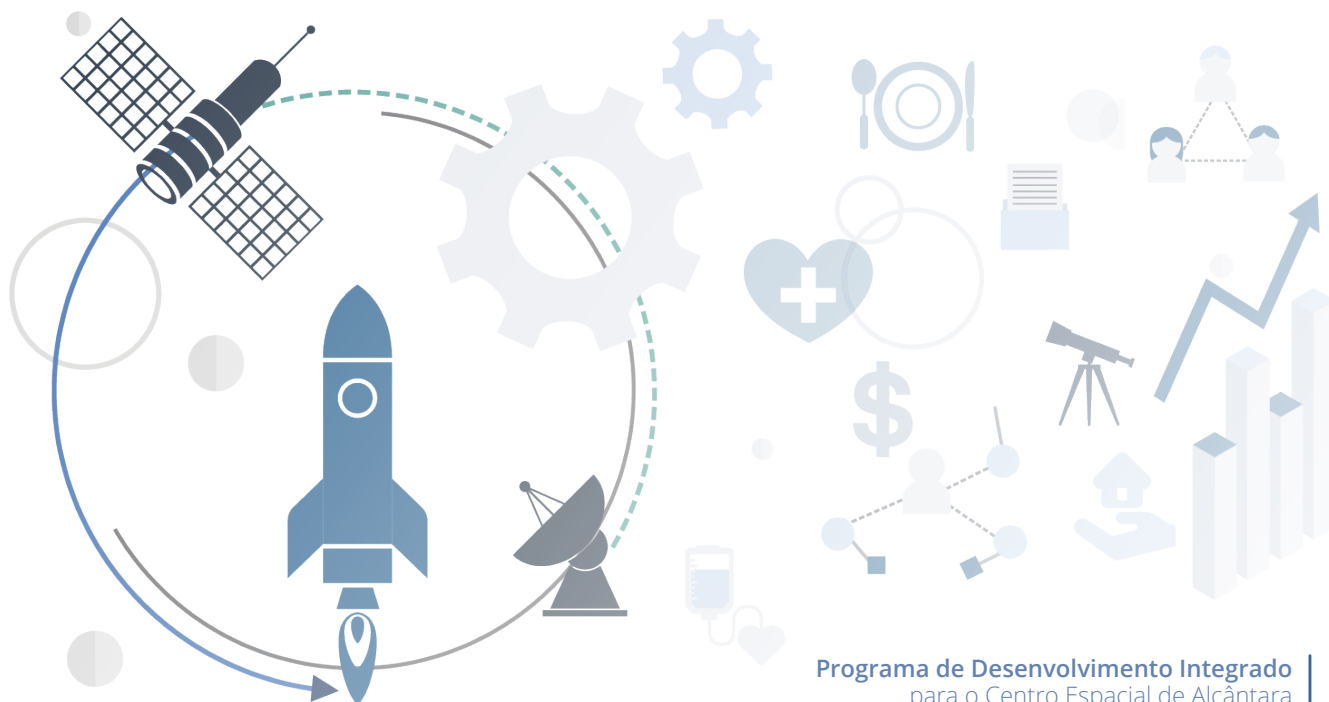 Programa de Desenvolvimento Integrado
para o Centro Espacial de Alcântara